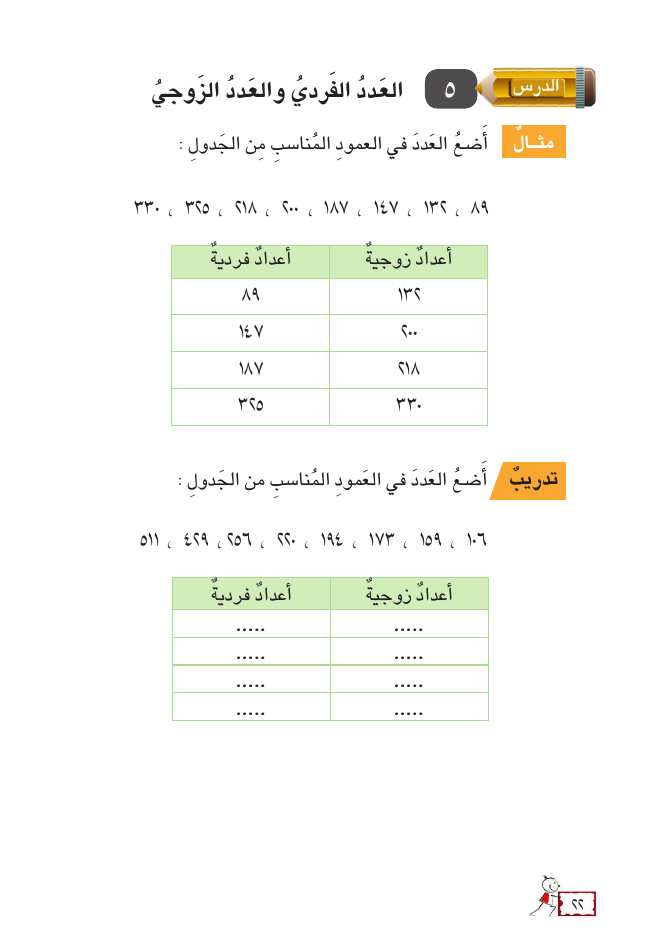 الدرس ٥ العَددُ الفَرديُ والعَددُ الزَوجيُ
مثـالٌ أَضعُ العَددَ في العمودِ المُناسبِ مِن الجَدولِ :
٨٩ ، ١٣٢ ، ١٤٧ ، ١٨٧ ، ٢٠٠ ، ٢١٨ ، ٣٢٥ ، ٣٣٠
أعدادٌ زوجيةٌ أعدادٌ فرديةٌ
١٣٢ ٨٩
٢٠٠ ١٤٧
٢١٨ ١٨٧
٣٣٠ ٣٢٥
تدريبٌ أَضعُ العَددَ في العَمودِ المُناسبِ من الجَدولِ :
١٠٦ ، ١٥٩ ، ١٧٣ ، ١٩٤ ، ٢٢٠ ، ٢٥٦ ، ٤٢٩ ، ٥١١
أعدادٌ زوجيةٌ أعدادٌ فرديةٌ
..... .....
..... .....
..... .....
..... .....
٢٢